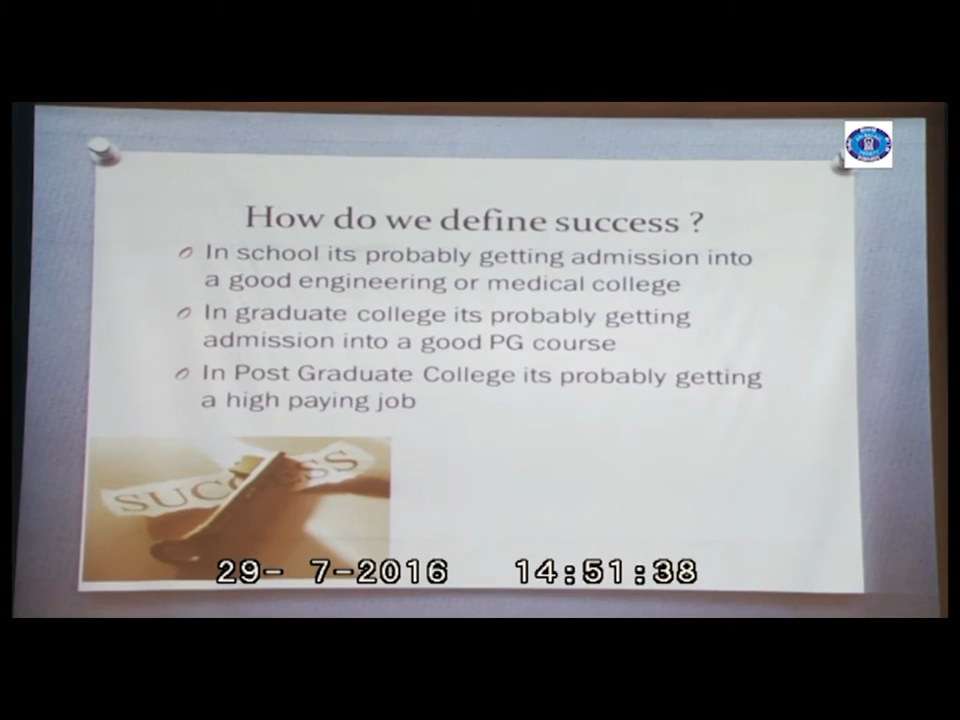 How do we define success ?
In school its probably getting admission into
a good engineering or medical college
In graduate college its probably getting
admission into a good PG course
In Post Graduate College its probably getting
a high paying job
SUCCESS
29- 7-2016 14:51:38